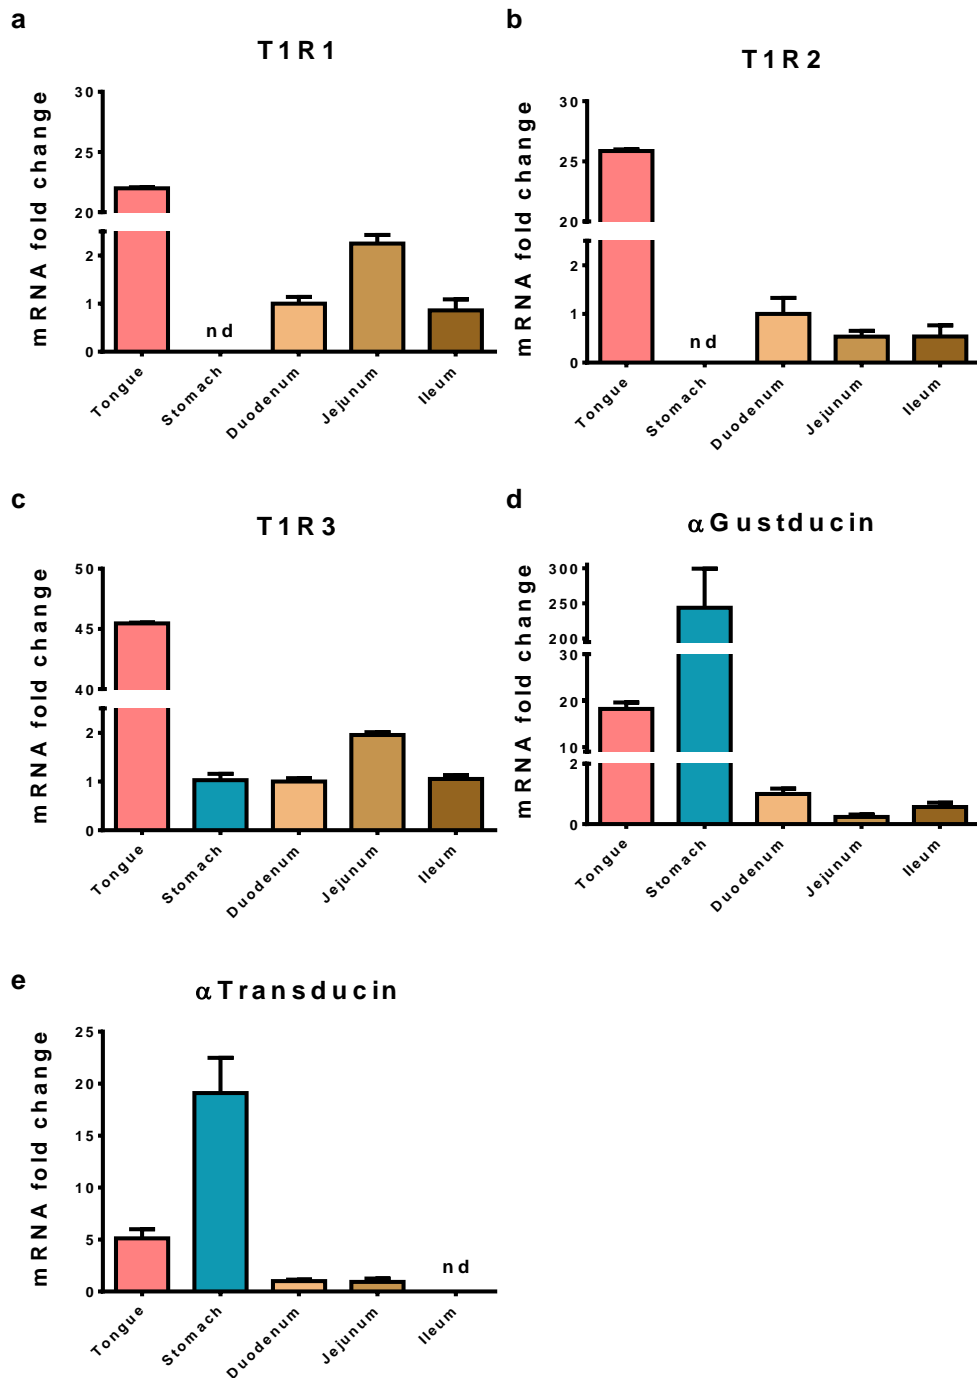 a
T1R1
mRNA fold change
30
25
20
2
1
0
nd
Tongue
Stomach
Duodenum
Jejunum
Ileum
b
T1R2
mRNA fold change
30
25
20
2
1
0
nd
Tongue
Stomach
Duodenum
Jejunum
Ileum
c
T1R3
mRNA fold change
50
45
40
2
1
0
Tongue
Stomach
Duodenum
Jejunum
Ileum
d
αGustducin
mRNA fold change
300
250
200
30
20
10
2
0
Tongue
Stomach
Duodenum
Jejunum
Ileum
e
αTransducin
mRNA fold change
25
20
15
10
5
0
nd
Tongue
Stomach
Duodenum
Jejunum
Ileum